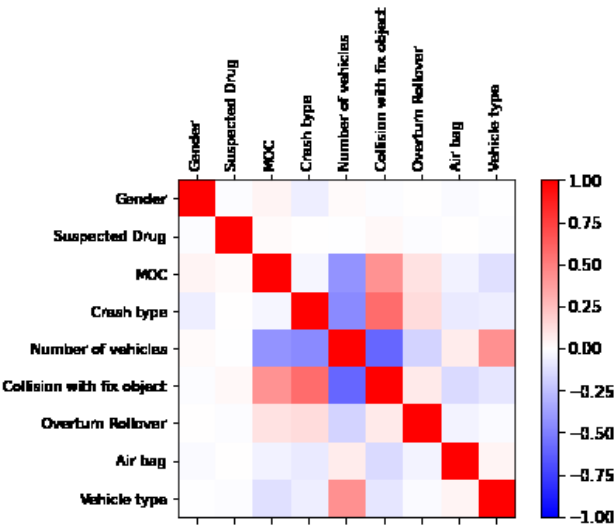 Gender
Suspected Drug
MOC
Crash type
Number of vehicles
Collision with fix object
Overturn Rollover
Air bag
Vehicle type
Gender
Suspected Drug
MOC
Crash type
Number of vehicles
Collision with fix object
Overturn Rollover
Air bag
Vehicle type
1.00
0.75
0.50
0.25
0.00
−0.25
−0.50
−0.75
−1.00